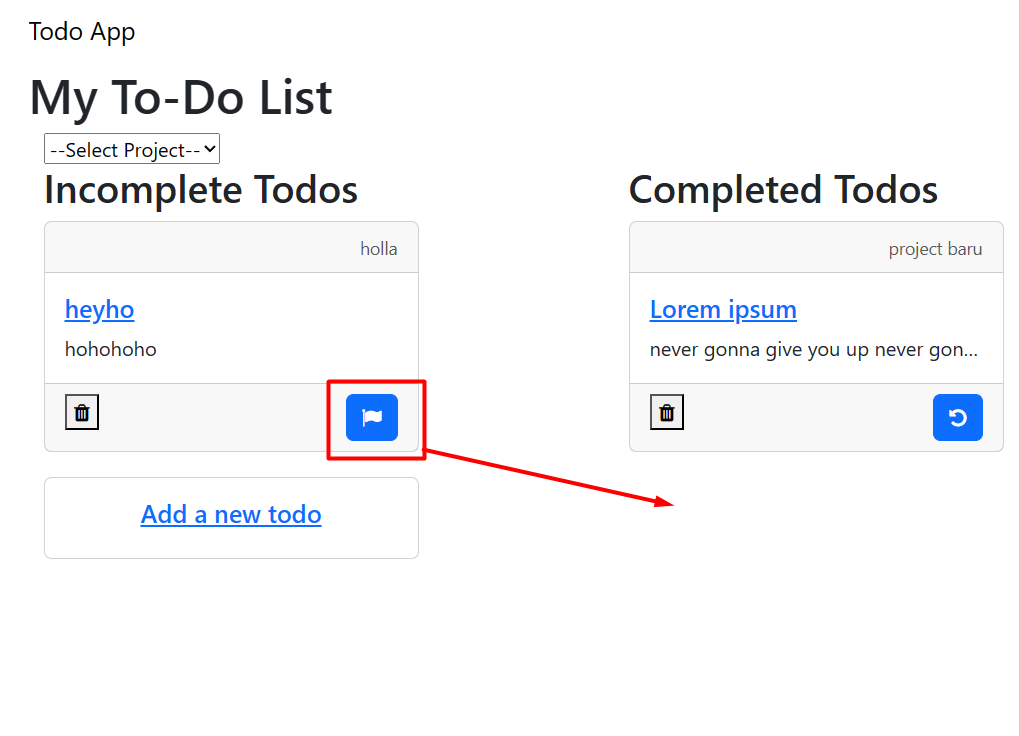 Todo App
My To-Do List
--Select Project--
Incomplete Todos
holla
heyho
hohohoho
Add a new todo
Completed Todos
project baru
Lorem ipsum
never gonna give you up never gon...